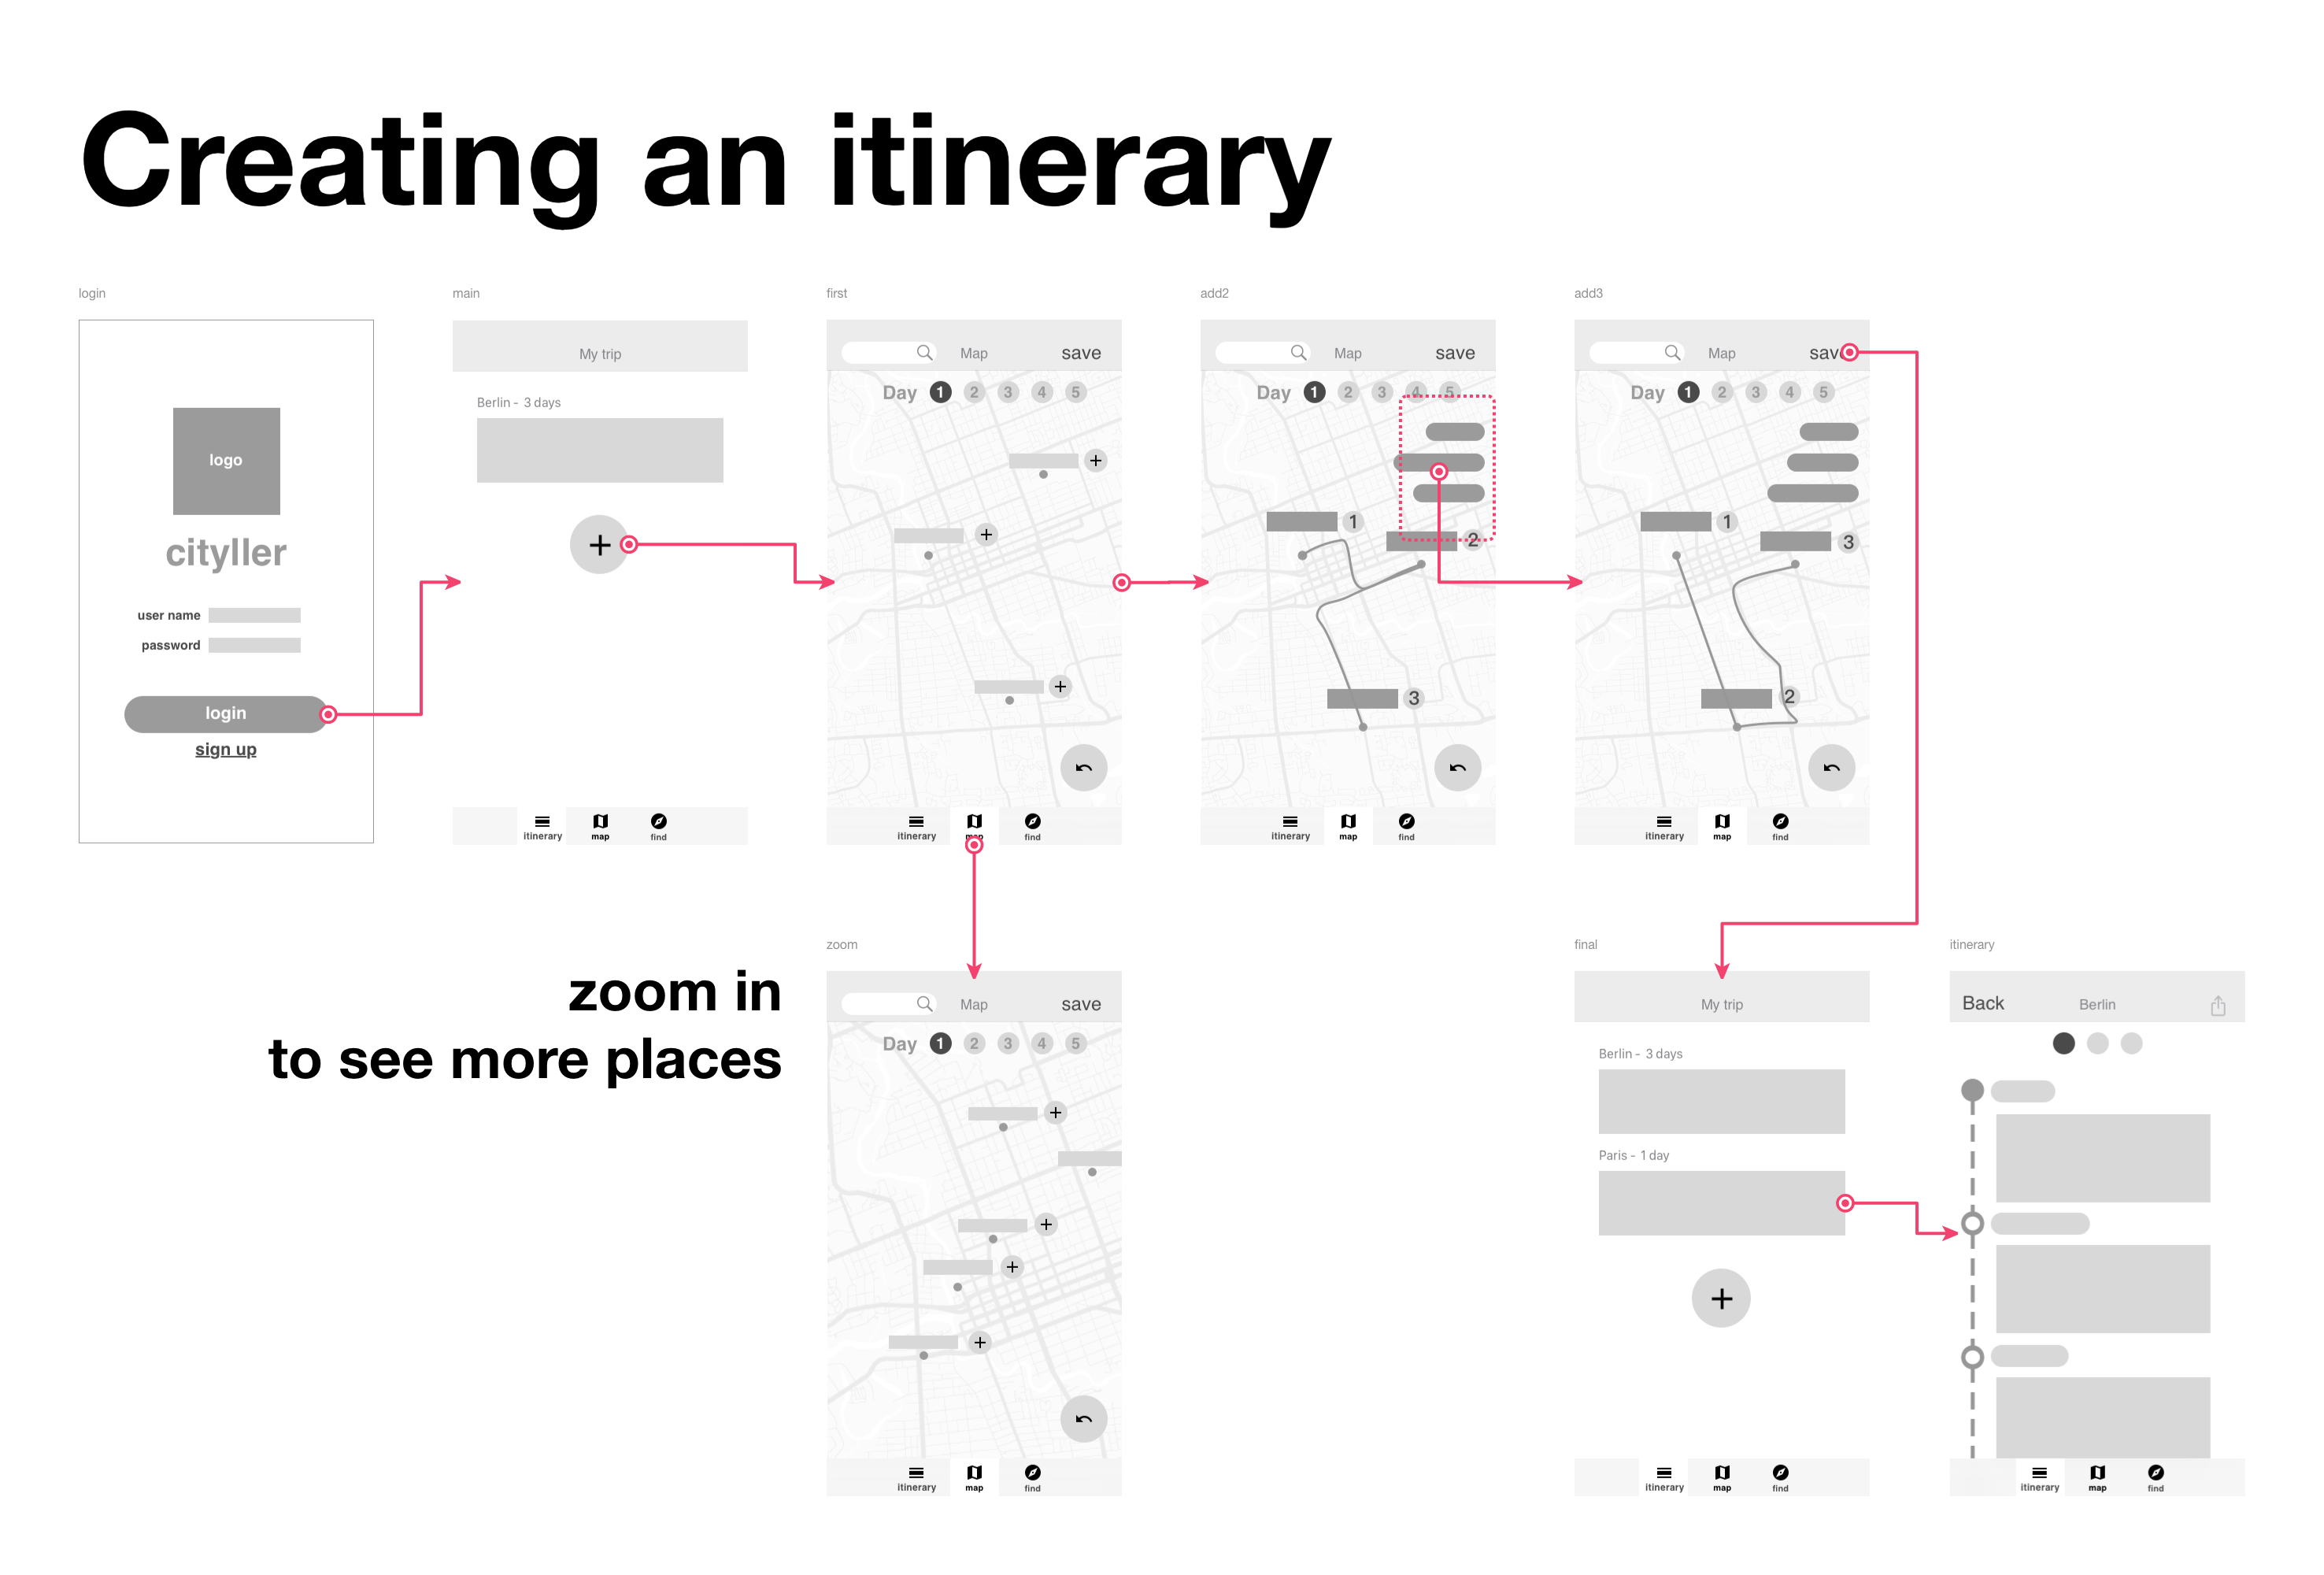 Creating an itinerary
login
main
first
add2
add3
logo
cityller
user name
password
login
sign up
My trip
Berlin - 3 days
+
itinerary
map
find
Map
save
Day 1 2 3 4 5
+
+
+
itinerary
map
find
Map
save
Day 1 2 3 4 5
1
2
3
itinerary
map
find
Map
save
Day 1 2 3 4 5
1
3
2
itinerary
map
find
zoom in
to see more places
zoom
Map
save
Day 1 2 3 4 5
+
+
+
+
itinerary
map
find
final
My trip
Berlin - 3 days
Paris - 1 day
+
itinerary
map
find
itinerary
Back
Berlin
itinerary
map
find